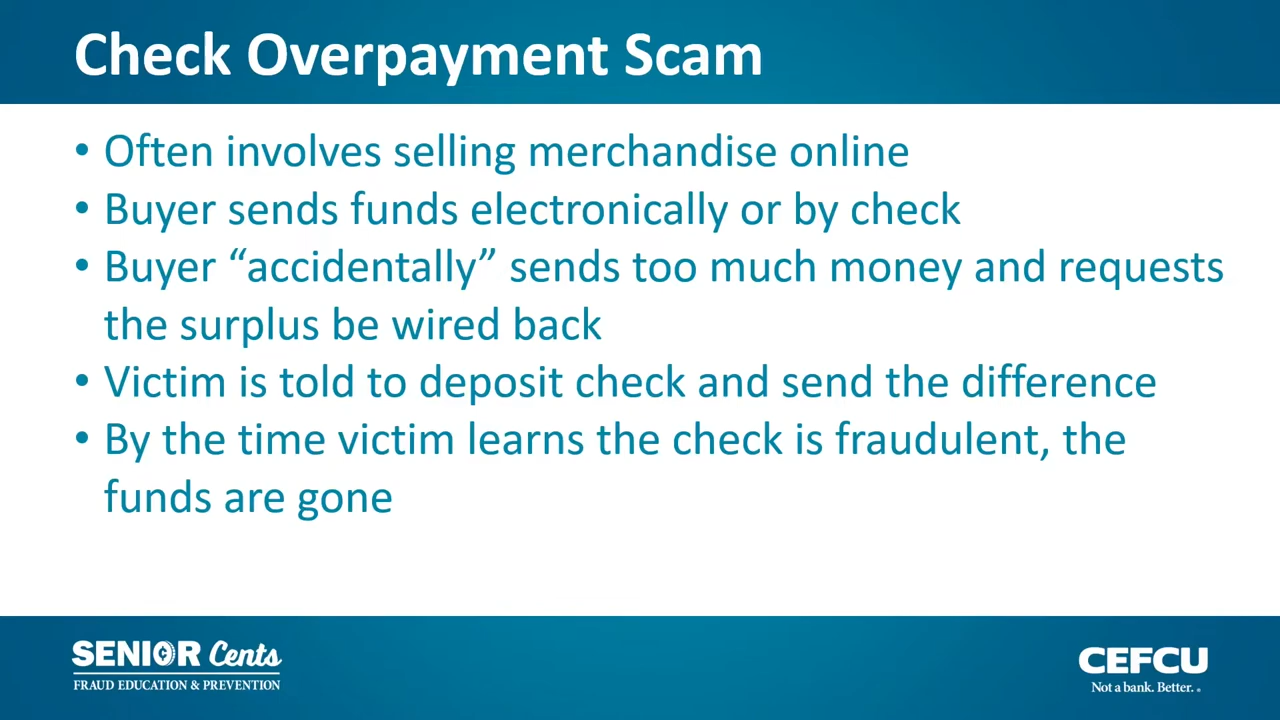 Check Overpayment Scam
• Often involves selling merchandise online
• Buyer sends funds electronically or by check
• Buyer “accidentally” sends too much money and requests
the surplus be wired back
• Victim is told to deposit check and send the difference
• By the time victim learns the check is fraudulent, the
funds are gone
SENIOR Cents
FRAUD EDUCATION & PREVENTION
CEFCU
Not a bank. Better.®